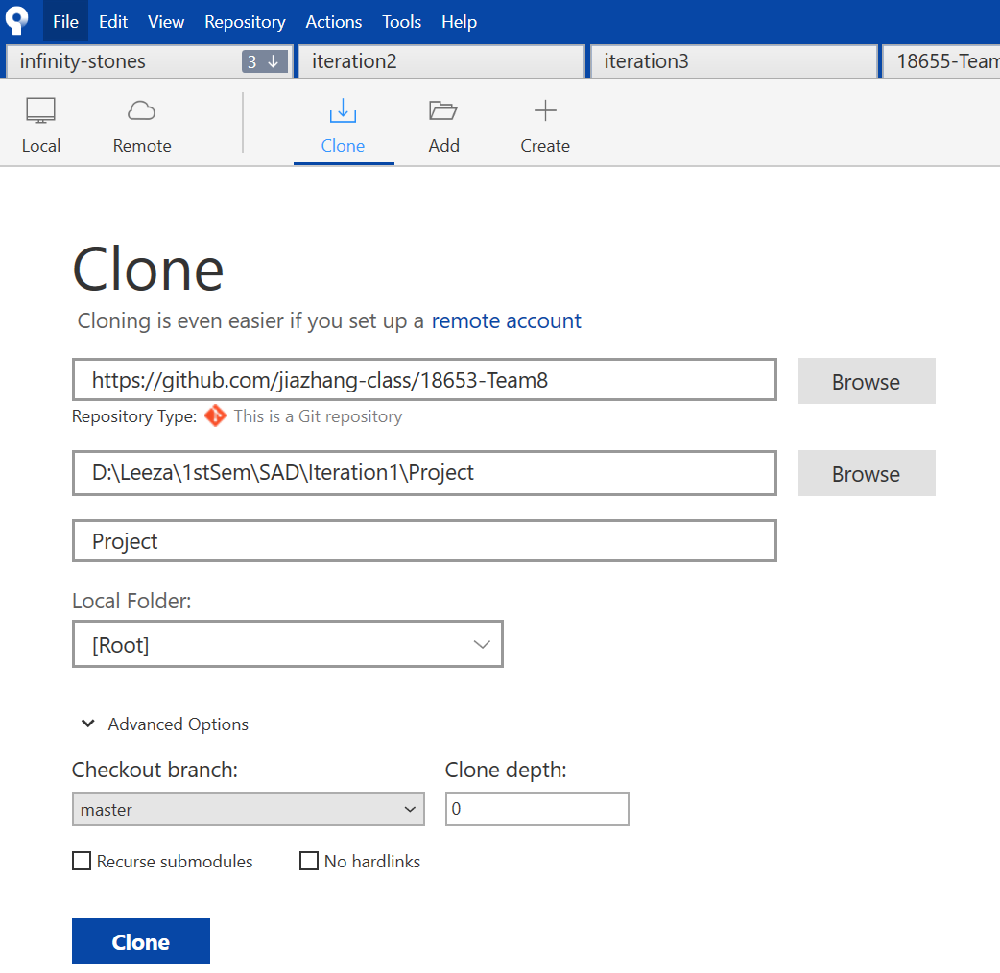 File Edit View Repository Actions Tools Help
infinity-stones 3 iteration2 iteration3 18655-Team
Local Remote Clone Add Create
Clone
Cloning is even easier if you set up a remote account
https://github.com/jiazhang-class/18653-Team8 Browse
Repository Type: This is a Git repository
D:\Leeza\1stSem\SAD\Iteration1\Project Browse
Project
Local Folder:
[Root]
Advanced Options
Checkout branch: Clone depth:
master 0
Recurse submodules No hardlinks
Clone